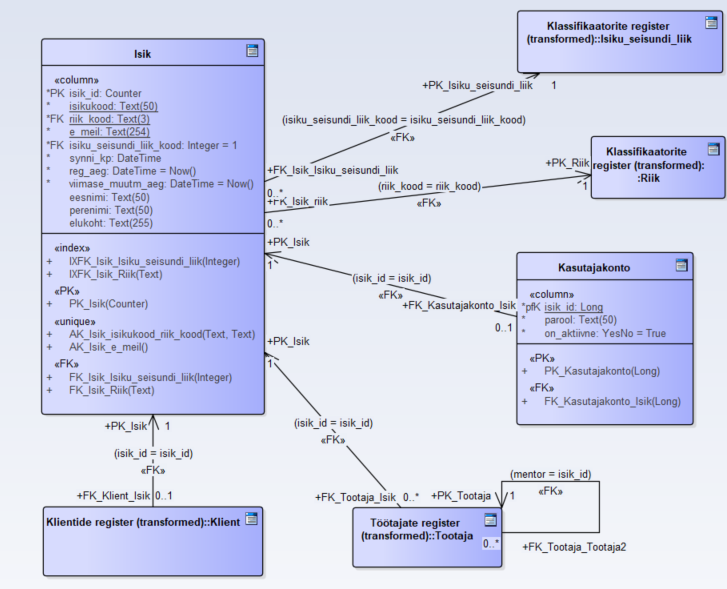 Klassifikaatorite register
(transformed)::Isiku_seisundi_liik
Isik
«column»
*PK isik_id: Counter
* isikukood: Text(50)
*FK riik_kood: Text(3)
* e_meil: Text(254)
*FK isiku_seisundi_liik_kood: Integer = 1
* synni_kp: DateTime
* reg_aeg: DateTime = Now()
* viimase_muutm_aeg: DateTime = Now()
eesnimi: Text(50)
perenimi: Text(50)
elukoht: Text(255)
«index»
+ IXFK_Isik_Isiku_seisundi_liik(Integer)
+ IXFK_Isik_Riik(Text)
«PK»
+ PK_Isik(Counter)
«unique»
+ AK_Isik_isikukood_riik_kood(Text, Text)
+ AK_Isik_e_meil()
«FK»
+ FK_Isik_Isiku_seisundi_liik(Integer)
+ FK_Isik_Riik(Text)
+PK_Isiku_seisundi_liik
1
(isiku_seisundi_liik_kood = isiku_seisundi_liik_kood)
«FK»
+FK_Isik_Isiku_seisundi_liik
0..*
Klassifikaatorite
register (transformed):
:Riik
+PK_Riik
1
(riik_kood = riik_kood)
«FK»
+FK_Isik_riik
0..*
+PK_Isik
1
(isik_id = isik_id)
«FK»
+FK_Kasutajakonto_Isik
0..1
Kasutajakonto
«column»
*pfK isik_id: Long
* parool: Text(50)
* on_aktiivne: YesNo = True
«PK»
+ PK_Kasutajakonto(Long)
«FK»
+ FK_Kasutajakonto_Isik(Long)
+PK_Isik
1
(isik_id = isik_id)
«FK»
+FK_Tootaja_Isik 0..*
+PK_Isik 1
(isik_id = isik_id)
«FK»
+FK_Klient_Isik 0..1
Klientide register (transformed)::Klient
+PK_Tootaja 1
(mentor = isik_id)
«FK»
Töötajate register
(transformed)::Tootaja
0..*
+FK_Tootaja_Tootaja2